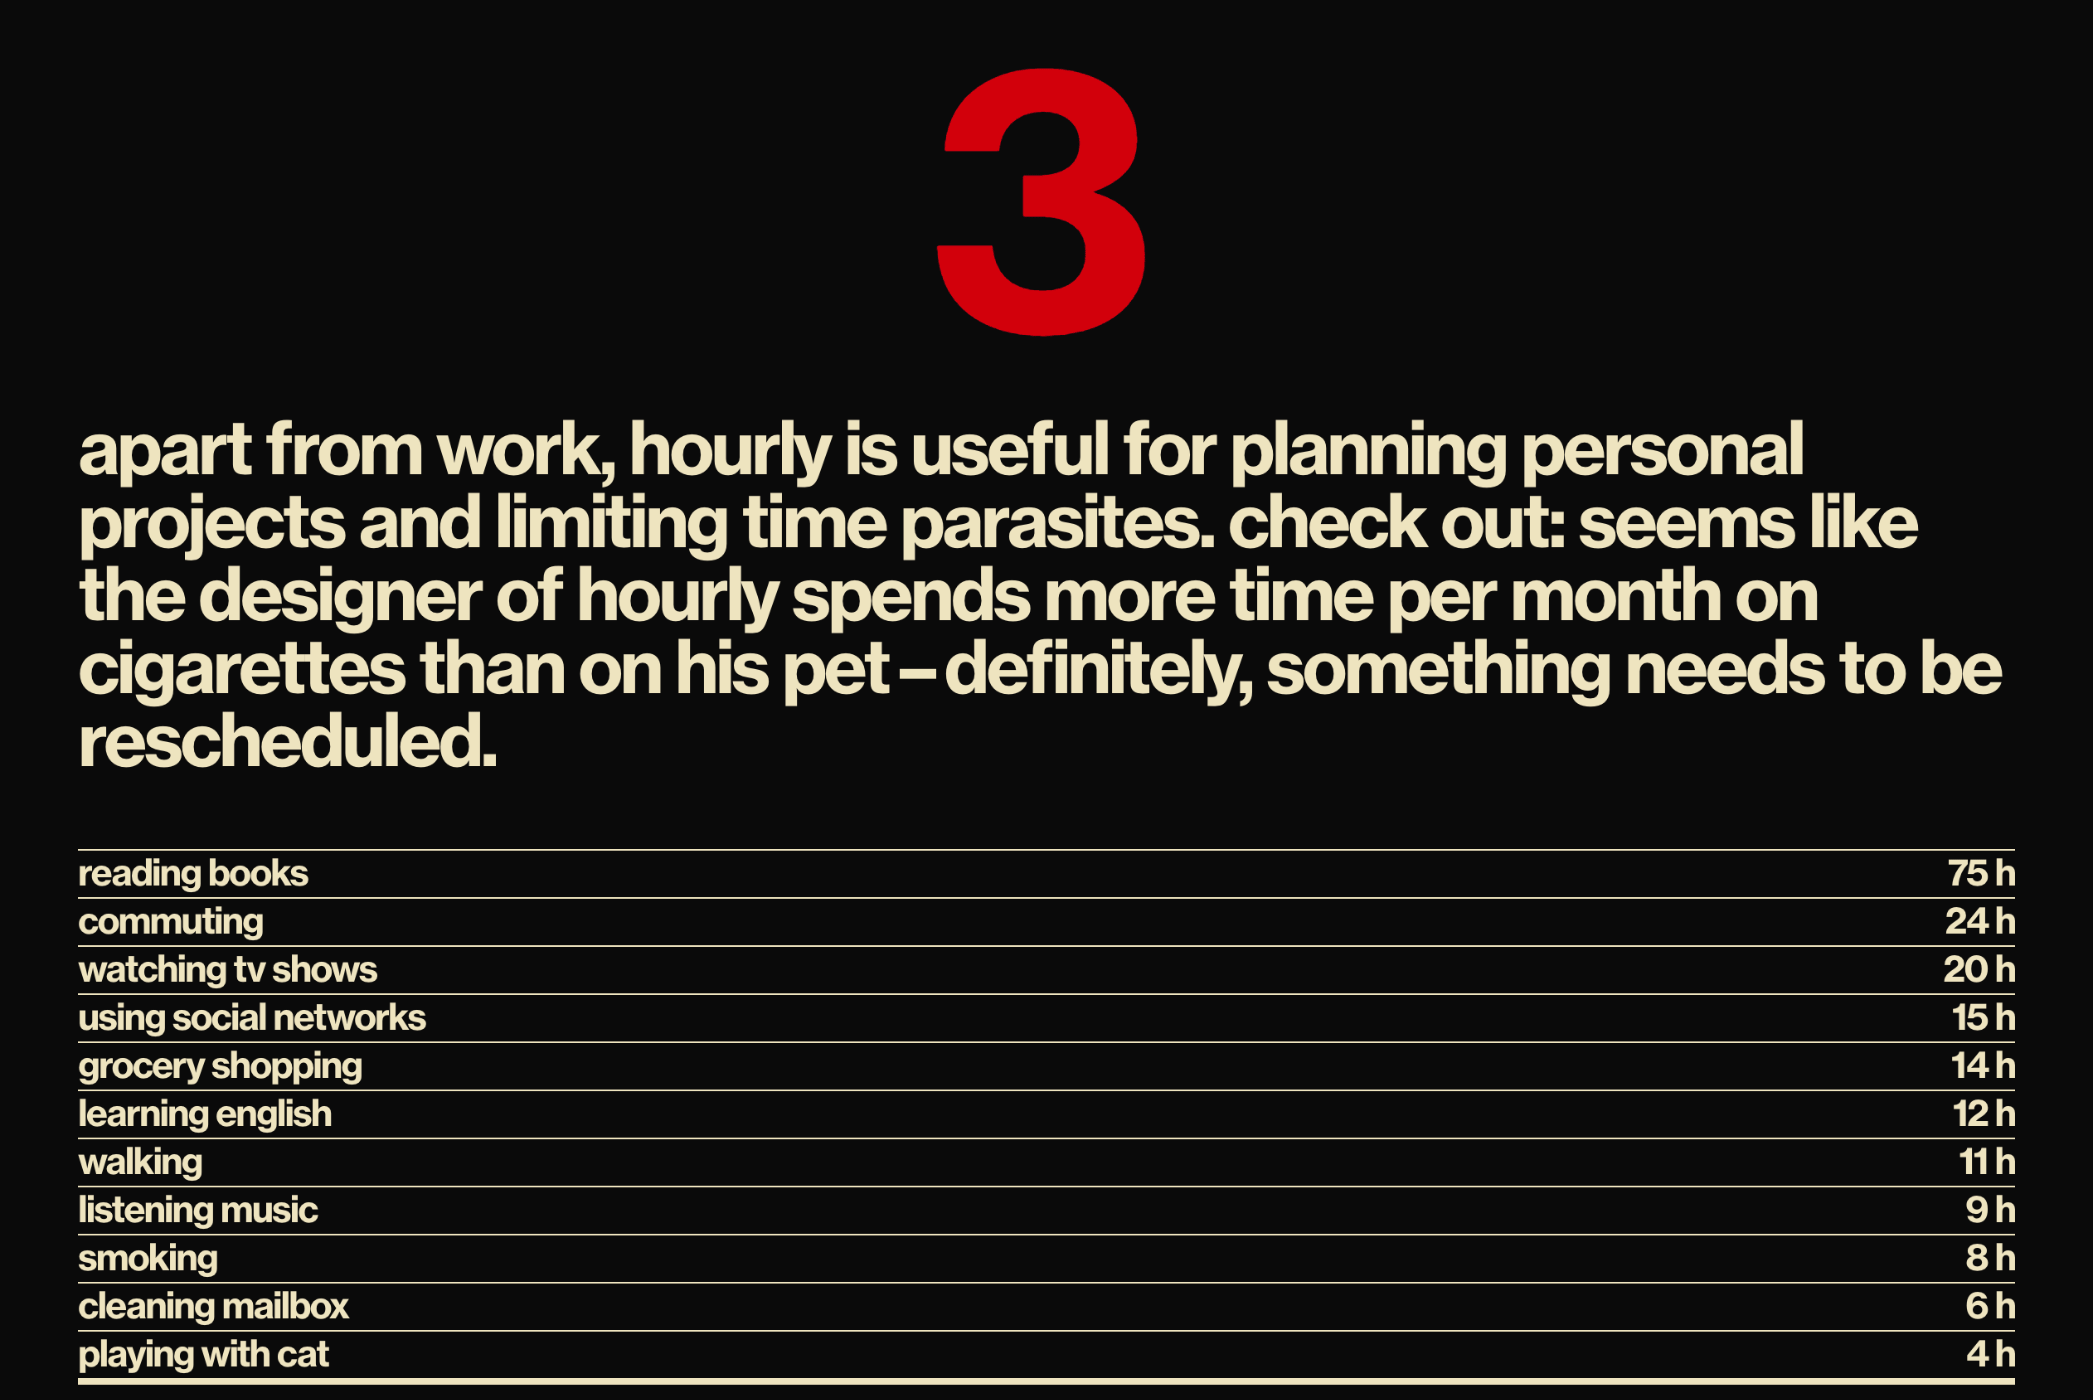 3
apart from work, hourly is useful for planning personal
projects and limiting time parasites. check out: seems like
the designer of hourly spends more time per month on
cigarettes than on his pet – definitely, something needs to be
rescheduled.
reading books 75 h
commuting 24 h
watching tv shows 20 h
using social networks 15 h
grocery shopping 14 h
learning english 12 h
walking 11 h
listening music 9 h
smoking 8 h
cleaning mailbox 6 h
playing with cat 4 h